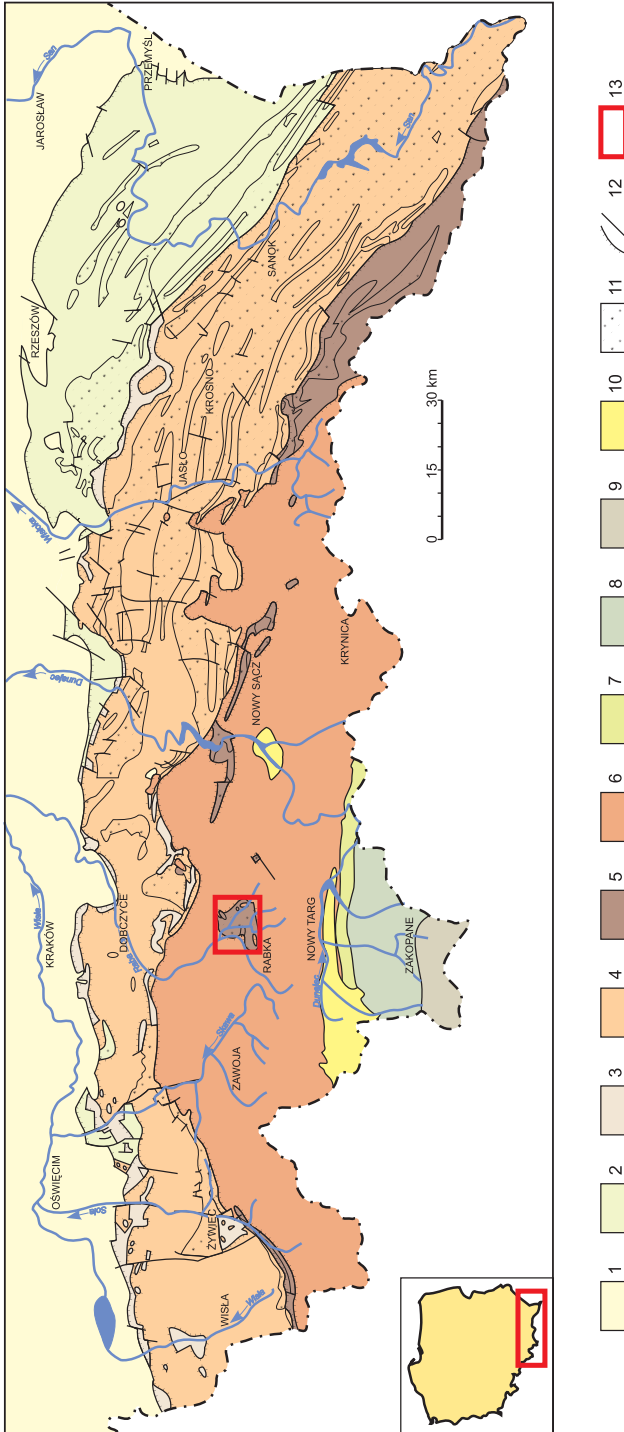 JAROSŁAW
San
PRZEMYŚL
RZESZÓW
SANOK
San
KROSNO
JASŁO
Wisłoka
0 15 30 km
Dunajec
NOWY SĄCZ
KRYNICA
KRAKÓW
Wisła
DOBCZYCE
Raba
RABKA
NOWY TARG
Dunajec
ZAKOPANE
Skawa
ZAWOJA
OŚWIĘCIM
Soła
ŻYWIEC
WISŁA
Wisła
1 2 3 4 5 6 7 8 9 10 11 12 13